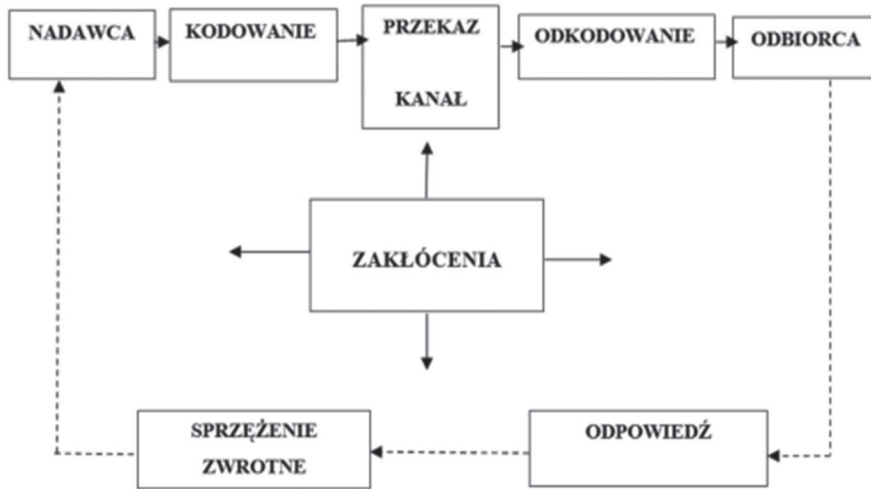 NADAWCA
KODOWANIE
PRZEKAZ
KANAŁ
ODKODOWANIE
ODBIORCA
ZAKŁÓCENIA
SPRZĘŻENIE
ZWROTNE
ODPOWIEDŹ